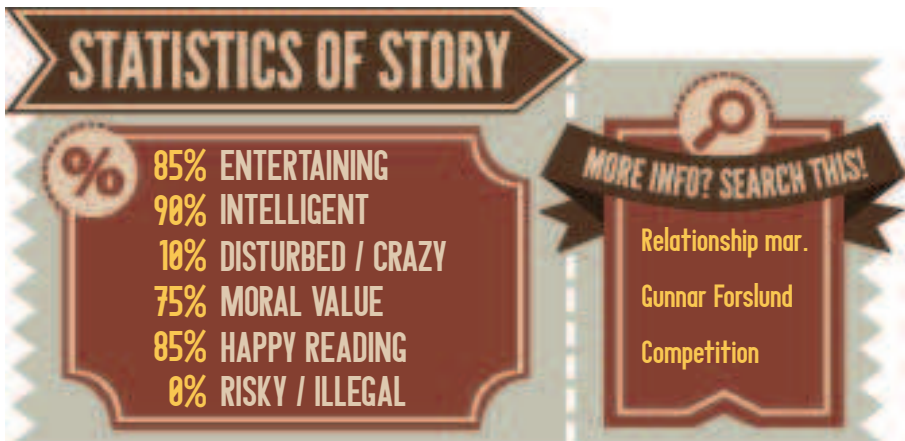 STATISTICS OF STORY
%
85% ENTERTAINING
90% INTELLIGENT
10% DISTURBED / CRAZY
75% MORAL VALUE
85% HAPPY READING
0% RISKY / ILLEGAL
MORE INFO? SEARCH THIS!
Relationship mar.
Gunnar Forslund
Competition